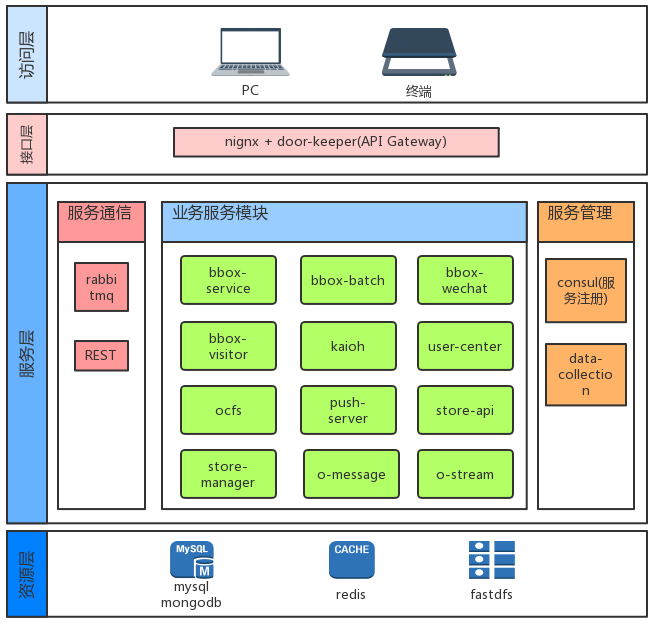 访问层
PC
终端
接口层
nignx + door-keeper(API Gateway)
服务层
服务通信
rabbi
tmq
REST
业务服务模块
bbox-
service
bbox-batch
bbox-
wechat
bbox-
visitor
kaioh
user-center
ocfs
push-
server
store-api
store-
manager
o-message
o-stream
服务管理
consul(服
务注册)
data-
collectio
n
资源层
MySQL
M
mysql
mongodb
CACHE
redis
fastdfs